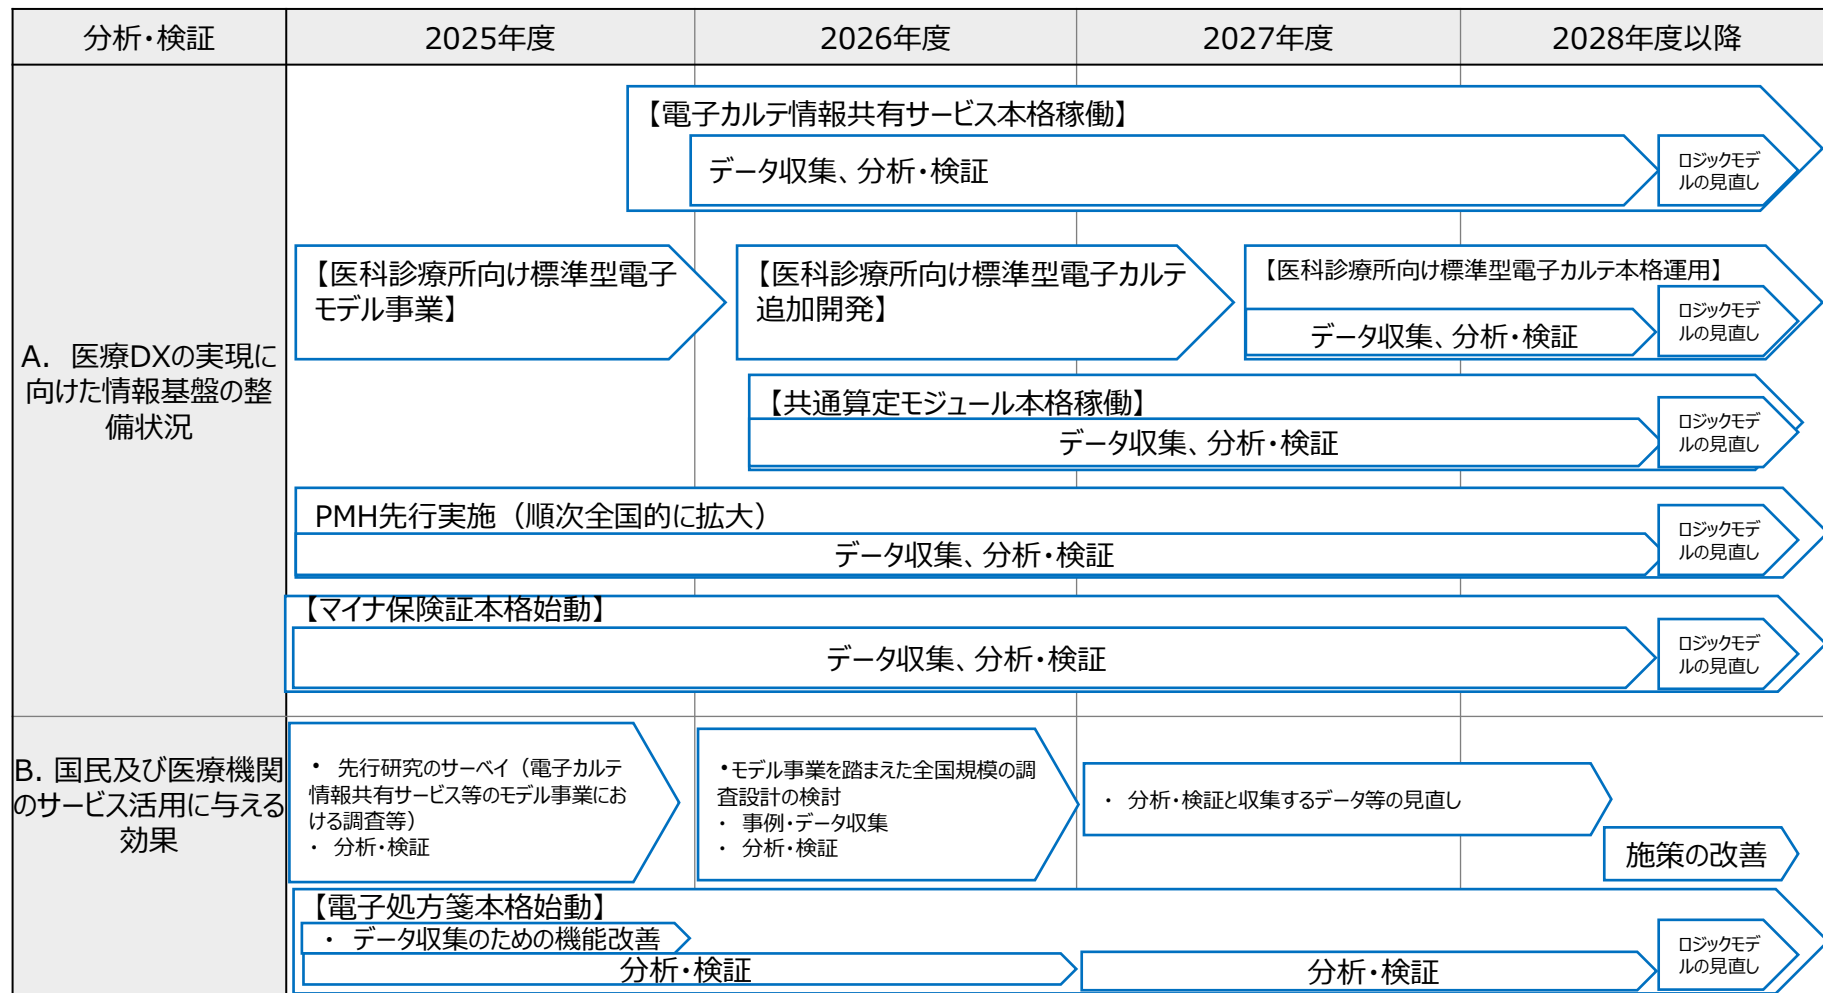 分析・検証
2025年度
2026年度
2027年度
2028年度以降
A. 医療DXの実現に
向けた情報基盤の整
備状況
【電子カルテ情報共有サービス本格稼働】
データ収集、分析・検証
ロジックモデ
ルの見直し
【医科診療所向け標準型電子
モデル事業】
【医科診療所向け標準型電子カルテ
追加開発】
【医科診療所向け標準型電子カルテ本格運用】
データ収集、分析・検証
ロジックモデ
ルの見直し
【共通算定モジュール本格稼働】
データ収集、分析・検証
ロジックモデ
ルの見直し
PMH先行実施（順次全国的に拡大）
データ収集、分析・検証
ロジックモデ
ルの見直し
【マイナ保険証本格始動】
データ収集、分析・検証
ロジックモデ
ルの見直し
B. 国民及び医療機関
のサービス活用に与える
効果
・ 先行研究のサーベイ（電子カルテ
情報共有サービス等のモデル事業にお
ける調査等）
・ 分析・検証
・モデル事業を踏まえた全国規模の調
査設計の検討
・ 事例・データ収集
・ 分析・検証
・ 分析・検証と収集するデータ等の見直し
施策の改善
【電子処方箋本格始動】
・ データ収集のための機能改善
分析・検証
分析・検証
ロジックモデ
ルの見直し